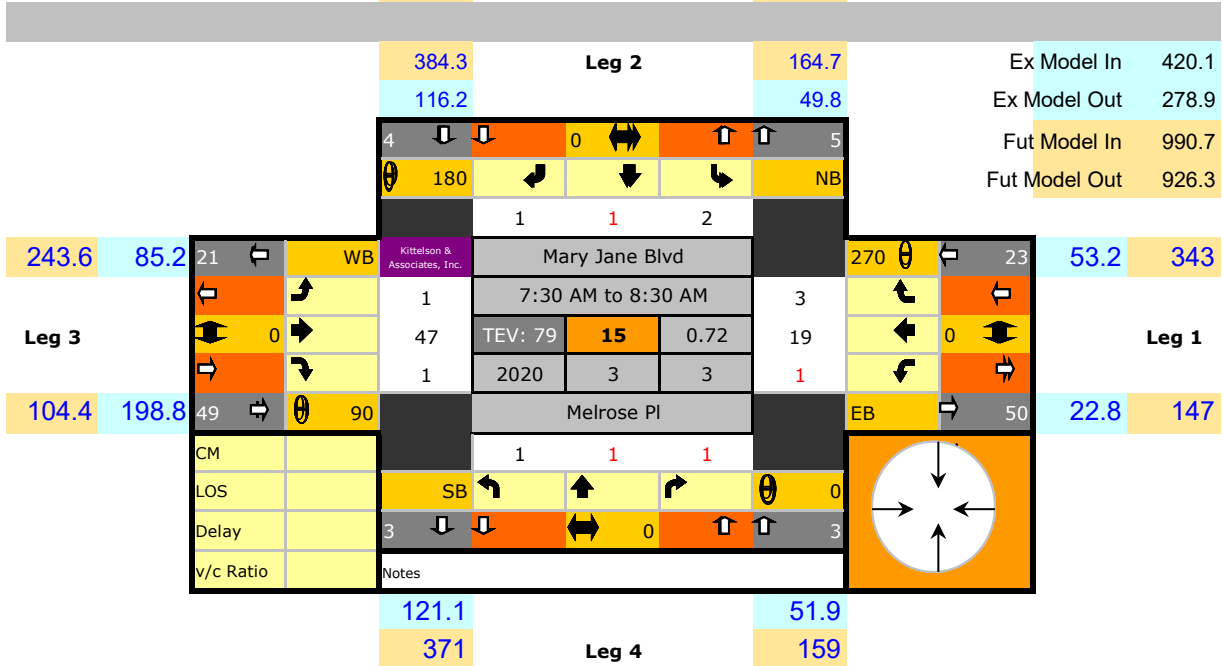 384.3 Leg 2 164.7 Ex Model In 420.1
116.2 49.8 Ex Model Out 278.9
4 0 5 Fut Model In 990.7
180 NB Fut Model Out 926.3
1 1 2
243.6 85.2 21 WB Kittelson & Associates, Inc. Mary Jane Blvd 270 23 53.2 343
1 7:30 AM to 8:30 AM 3
Leg 3 0 47 TEV: 79 15 0.72 19 0 Leg 1
1 2020 3 3 1
104.4 198.8 49 90 Melrose Pl EB 50 22.8 147
CM 1 1 1
LOS SB 0
Delay 3 0 3
v/c Ratio Notes
121.1 51.9
371 Leg 4 159